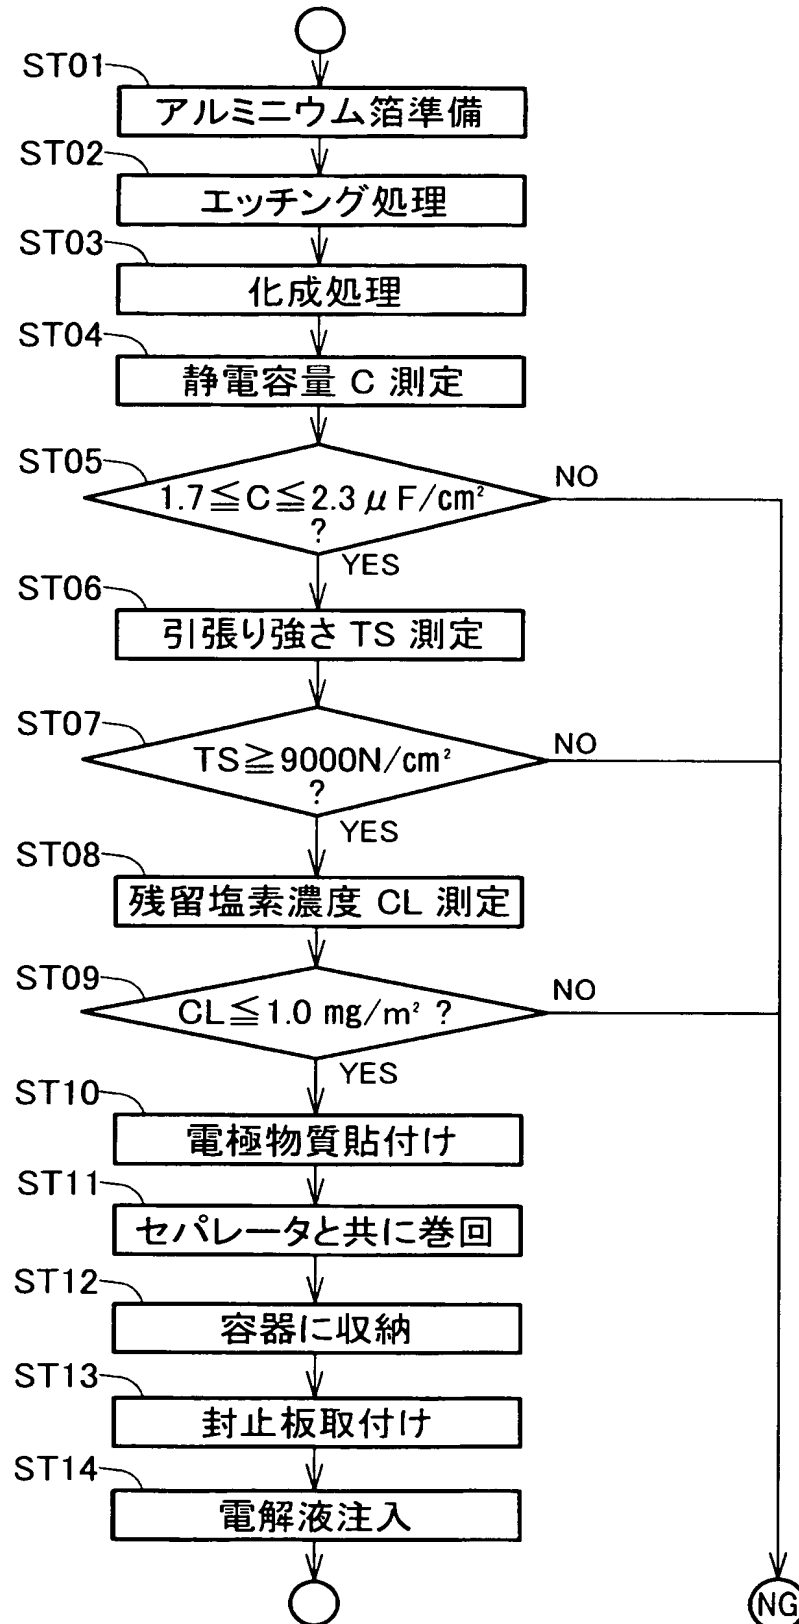 ST01
アルミニウム箔準備
ST02
エッチング処理
ST03
化成処理
ST04
静電容量 C 測定
ST05
1.7≦C≦2.3 μF/cm²
?
NO
YES
ST06
引張り強さ TS 測定
ST07
TS≧9000N/cm²
?
NO
YES
ST08
残留塩素濃度 CL 測定
ST09
CL≦1.0 mg/m² ?
NO
YES
ST10
電極物質貼付け
ST11
セパレータと共に巻回
ST12
容器に収納
ST13
封止板取付け
ST14
電解液注入
NG